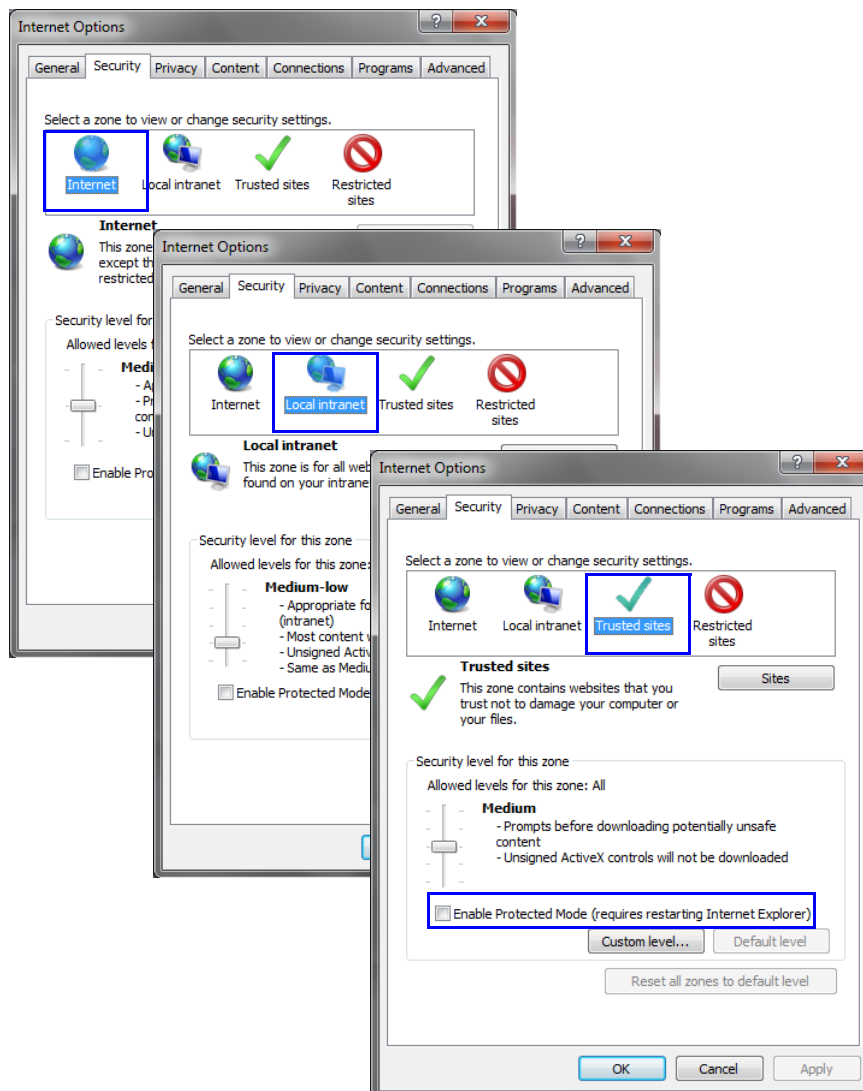 Internet Options
General Security Privacy Content Connections Programs Advanced
Select a zone to view or change security settings.
Internet Local intranet Trusted sites Restricted sites
Internet
This zone
except th
restricted
Security level for
Allowed levels
Medi
- A
- Pr
con
- U
Enable Pro
Internet Options
General Security Privacy Content Connections Programs Advanced
Select a zone to view or change security settings.
Internet Local intranet Trusted sites Restricted sites
Local intranet
This zone is for all web
found on your intrane
Security level for this zone
Allowed levels for this zone:
Medium-low
- Appropriate fo
(intranet)
- Most content w
- Unsigned Activ
- Same as Mediu
Enable Protected Mode
Internet Options
General Security Privacy Content Connections Programs Advanced
Select a zone to view or change security settings.
Internet Local intranet Trusted sites Restricted sites
Trusted sites
This zone contains websites that you
trust not to damage your computer or
your files.
Sites
Security level for this zone
Allowed levels for this zone: All
Medium
- Prompts before downloading potentially unsafe
content
- Unsigned ActiveX controls will not be downloaded
Enable Protected Mode (requires restarting Internet Explorer)
Custom level... Default level
Reset all zones to default level
OK Cancel Apply